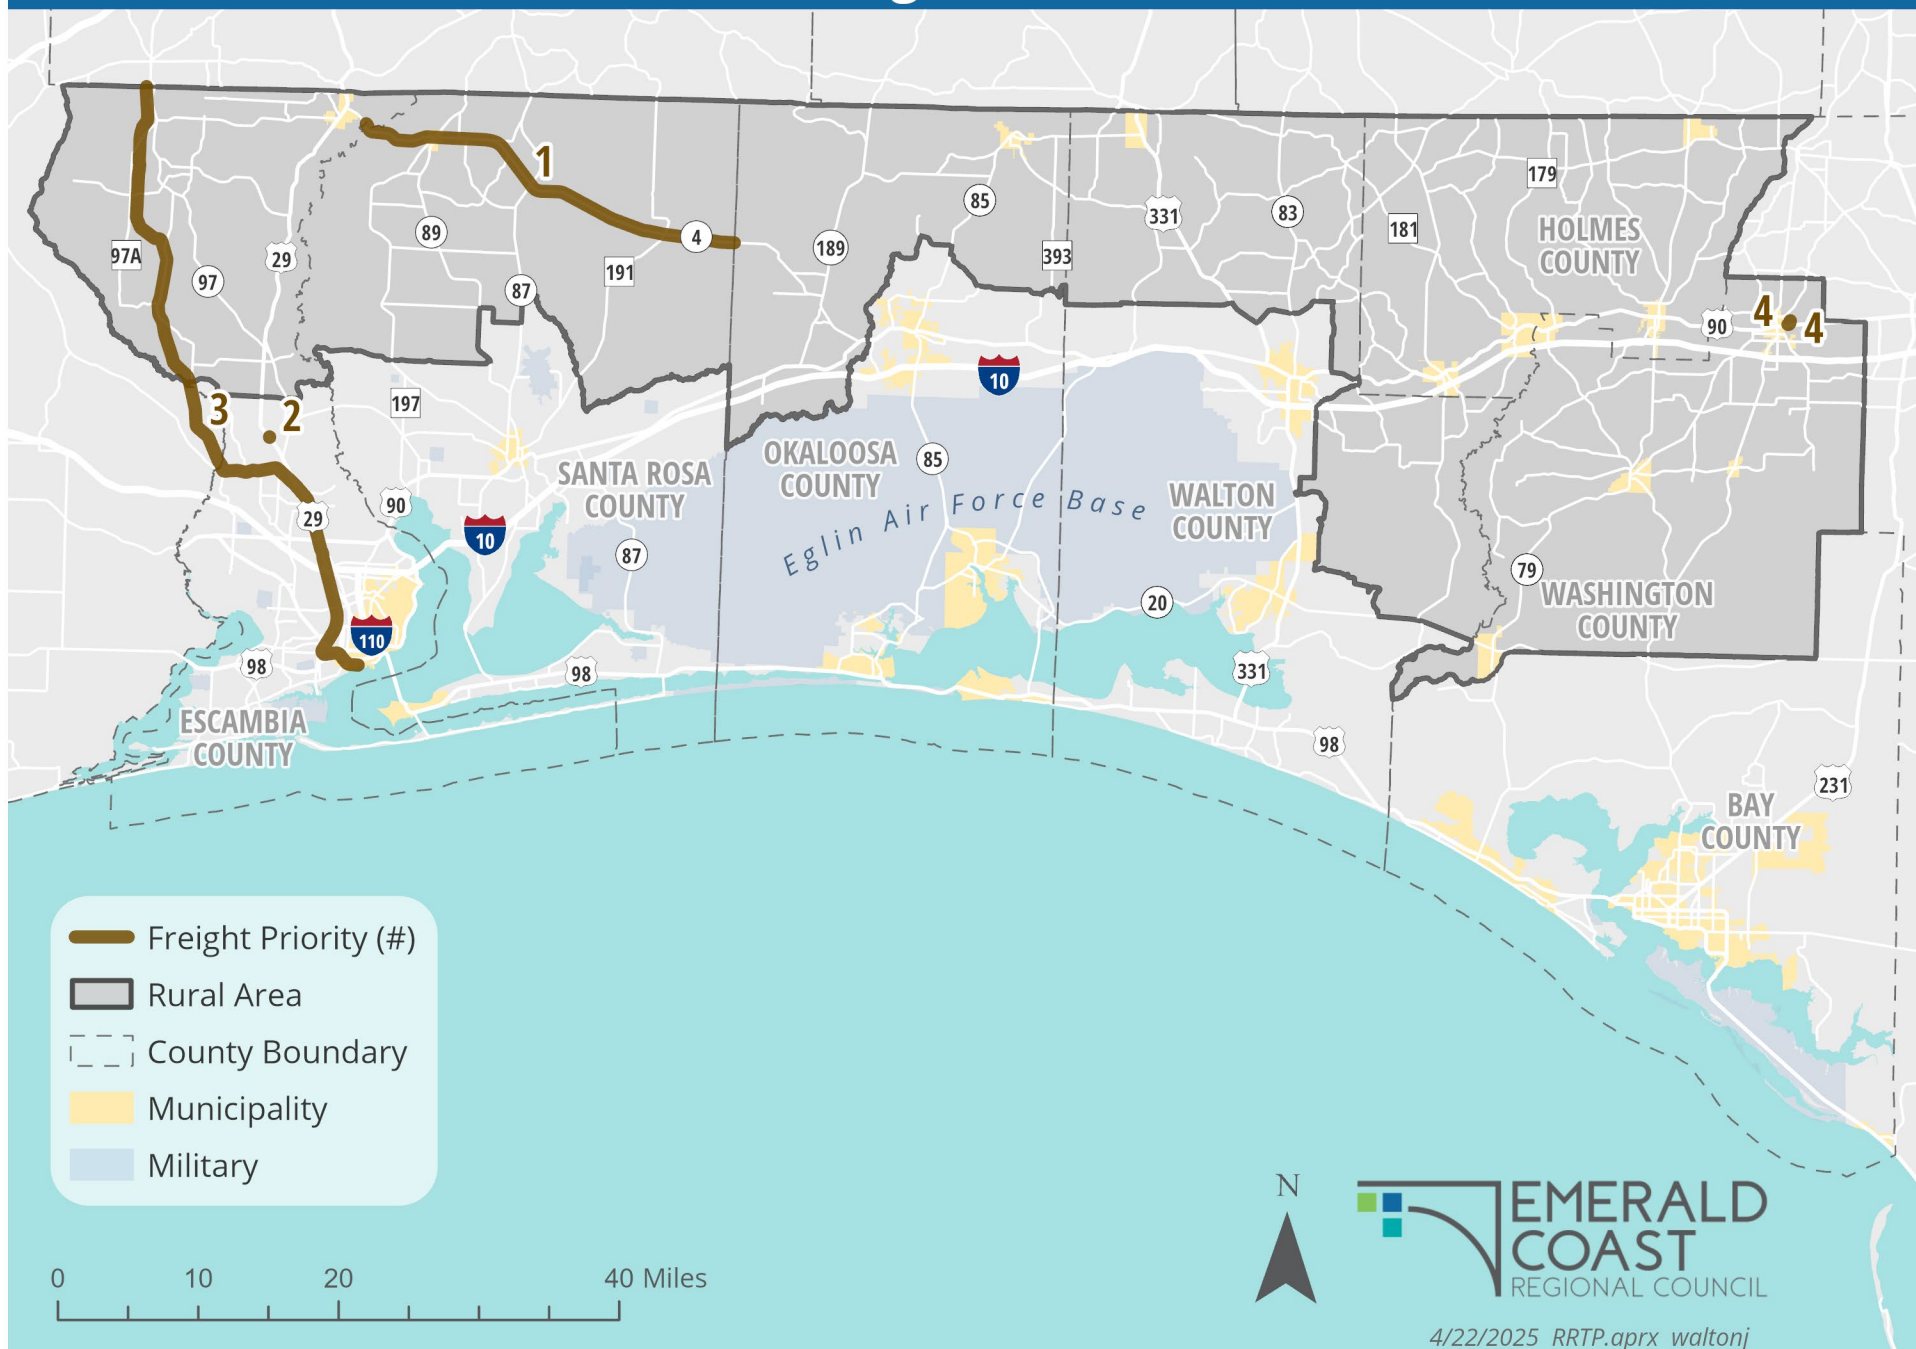 1
179
85
331
83
89
4
181
HOLMES
COUNTY
97A
97
29
189
393
191
87
90
4
4
3
2
197
10
SANTA ROSA
COUNTY
OKALOOSA
COUNTY
85
WALTON
COUNTY
Eglin Air Force Base
90
29
10
87
79
WASHINGTON
COUNTY
20
110
98
98
331
ESCAMBIA
COUNTY
98
231
BAY
COUNTY
Freight Priority (#)
Rural Area
County Boundary
Municipality
Military
N
EMERALD
COAST
REGIONAL COUNCIL
0 10 20 40 Miles
4/22/2025 RRTP.aprx waltonj